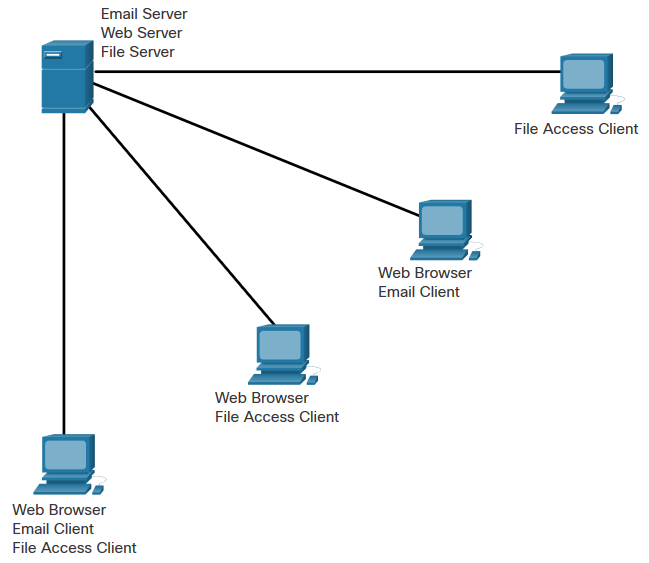 Email Server
Web Server
File Server
File Access Client
Web Browser
Email Client
Web Browser
File Access Client
Web Browser
Email Client
File Access Client